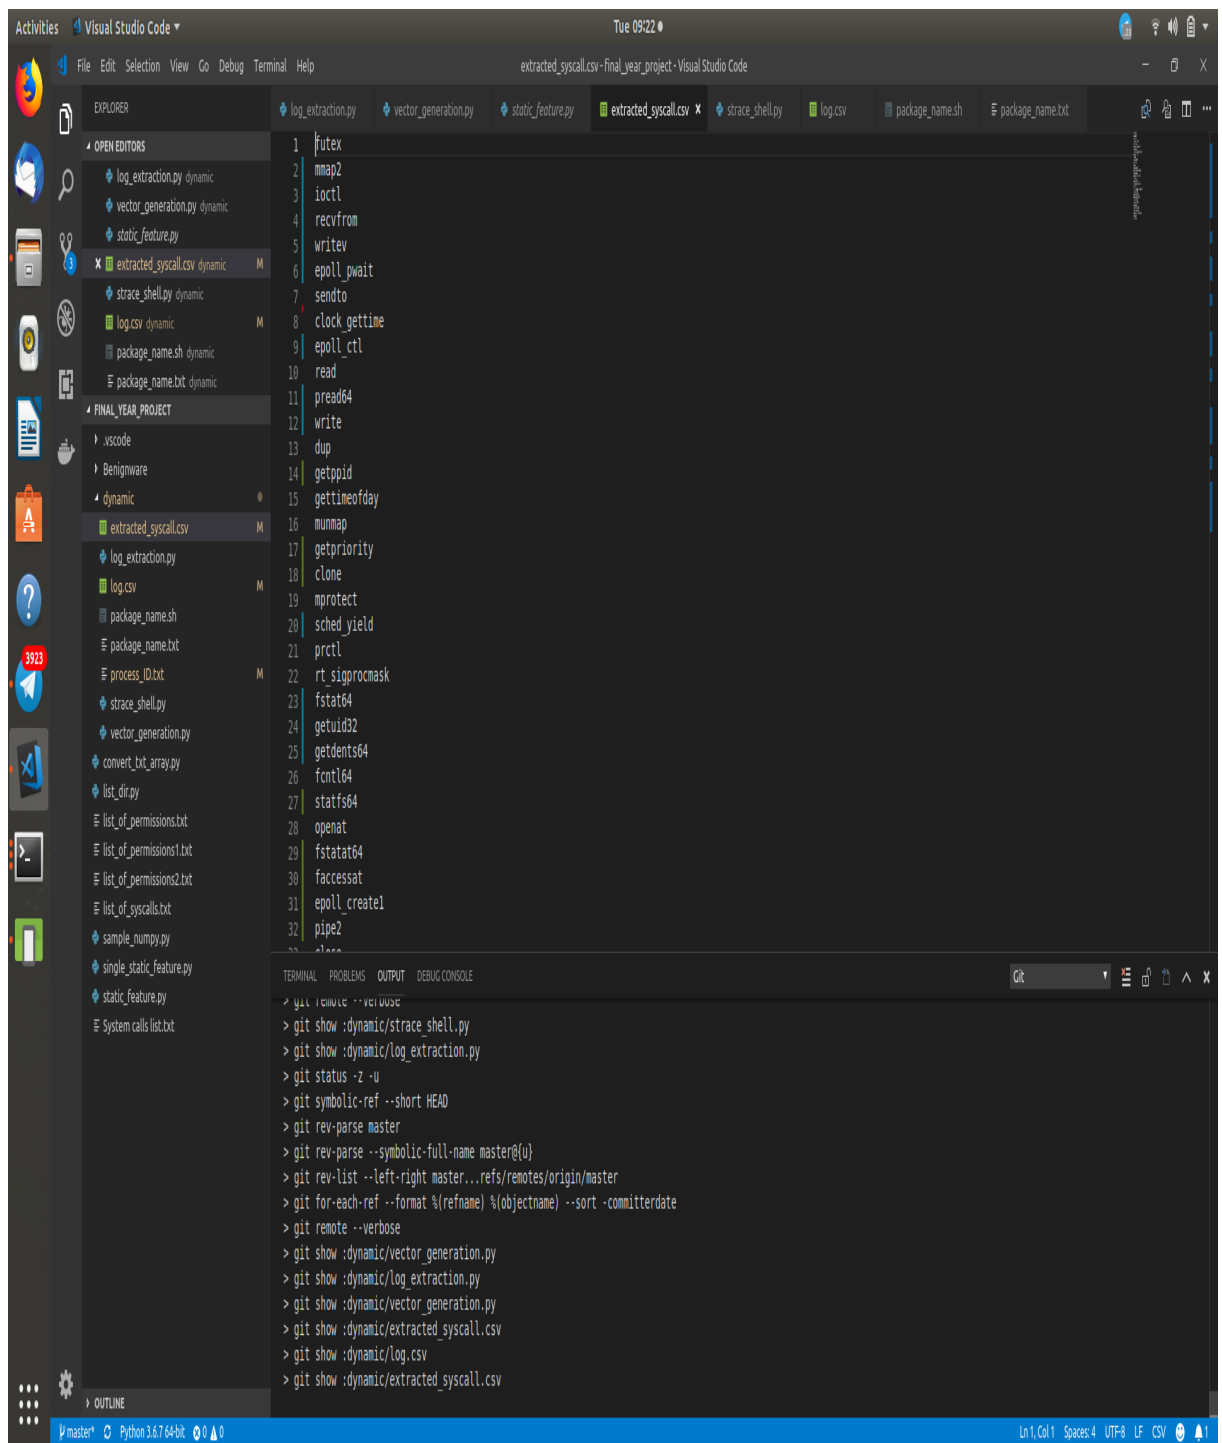 Activities Visual Studio Code Tue 09:22
File Edit Selection View Go Debug Terminal Help extracted_syscall.csv - final_year_project - Visual Studio Code
EXPLORER
OPEN EDITORS
log_extraction.py dynamic
vector_generation.py dynamic
static_feature.py
extracted_syscall.csv dynamic M
strace_shell.py dynamic
log.csv dynamic M
package_name.sh dynamic
package_name.txt dynamic
FINAL_YEAR_PROJECT
.vscode
Benignware
dynamic
extracted_syscall.csv M
log_extraction.py
log.csv M
package_name.sh
package_name.txt
process_ID.txt M
strace_shell.py
vector_generation.py
convert_txt_array.py
list_dir.py
list_of_permissions.txt
list_of_permissions1.txt
list_of_permissions2.txt
list_of_syscalls.txt
sample_numpy.py
single_static_feature.py
static_feature.py
System calls list.txt
OUTLINE
3
3923
log_extraction.py vector_generation.py static_feature.py extracted_syscall.csv strace_shell.py log.csv package_name.sh package_name.txt
1 futex
2 mmap2
3 ioctl
4 recvfrom
5 writev
6 epoll_pwait
7 sendto
8 clock_gettime
9 epoll_ctl
10 read
11 pread64
12 write
13 dup
14 getppid
15 gettimeofday
16 munmap
17 getpriority
18 clone
19 mprotect
20 sched_yield
21 prctl
22 rt_sigprocmask
23 fstat64
24 getuid32
25 getdents64
26 fcntl64
27 statfs64
28 openat
29 fstatat64
30 faccessat
31 epoll_create1
32 pipe2
33 close
TERMINAL PROBLEMS OUTPUT DEBUG CONSOLE Git
> git remote --verbose
> git show :dynamic/strace_shell.py
> git show :dynamic/log_extraction.py
> git status -z -u
> git symbolic-ref --short HEAD
> git rev-parse master
> git rev-parse --symbolic-full-name master@{u}
> git rev-list --left-right master...refs/remotes/origin/master
> git for-each-ref --format %(refname) %(objectname) --sort -committerdate
> git remote --verbose
> git show :dynamic/vector_generation.py
> git show :dynamic/log_extraction.py
> git show :dynamic/vector_generation.py
> git show :dynamic/extracted_syscall.csv
> git show :dynamic/log.csv
> git show :dynamic/extracted_syscall.csv
master* Python 3.6.7 64-bit 0 0 Ln 1, Col 1 Spaces: 4 UTF-8 LF CSV 1